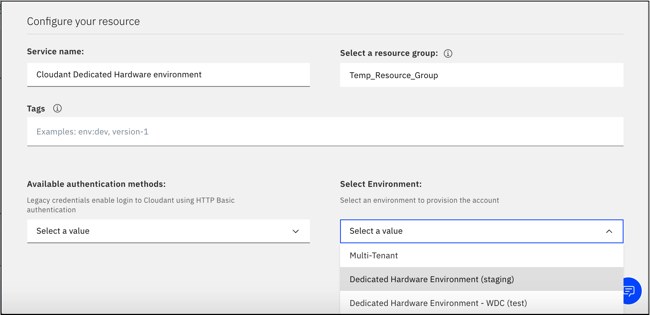 Configure your resource
Service name:
Select a resource group:
Cloudant Dedicated Hardware environment
Temp_Resource_Group
Tags
Examples: env:dev, version-1
Available authentication methods:
Select Environment:
Legacy credentials enable login to Cloudant using HTTP Basic
authentication
Select an environment to provision the account
Select a value
Select a value
Multi-Tenant
Dedicated Hardware Environment (staging)
Dedicated Hardware Environment - WDC (test)